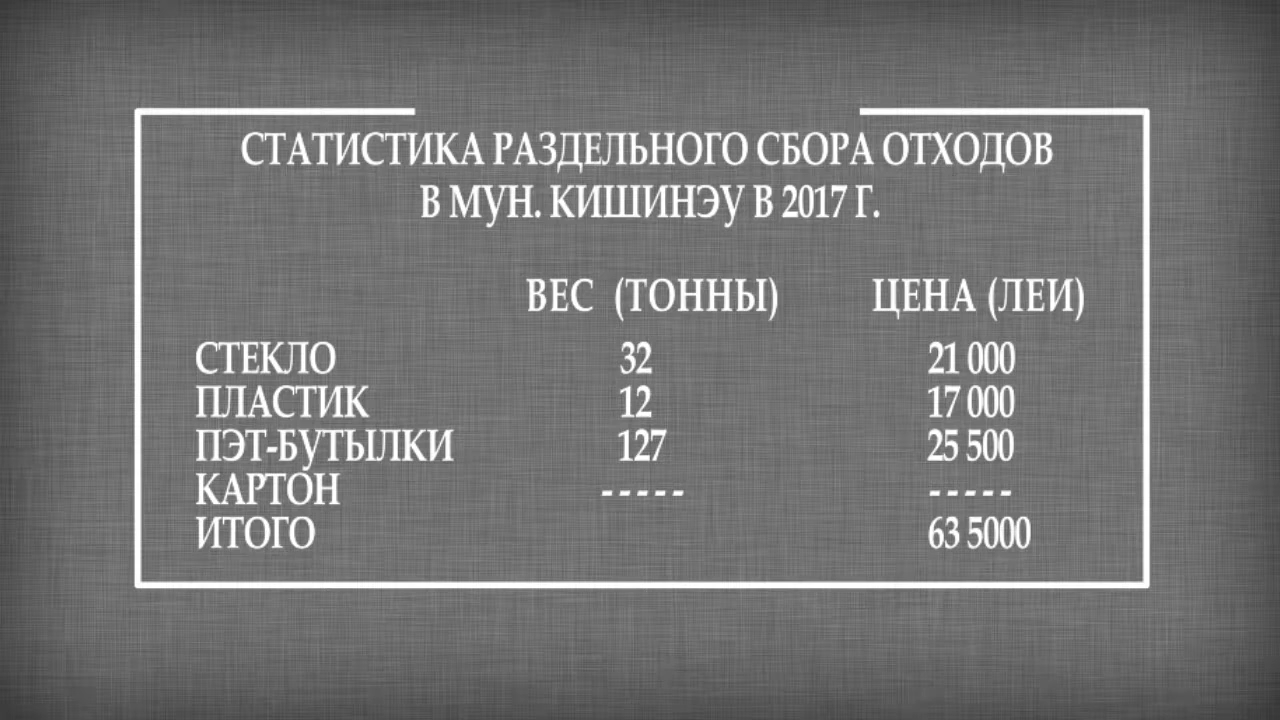 СТАТИСТИКА РАЗДЕЛЬНОГО СБОРА ОТХОДОВ
В МУН. КИШИНЭУ В 2017 Г.
ВЕС (ТОННЫ) ЦЕНА (ЛЕИ)
СТЕКЛО 32 21 000
ПЛАСТИК 12 17 000
ПЭТ-БУТЫЛКИ 127 25 500
КАРТОН - - - - - - - - - -
ИТОГО 63 5000